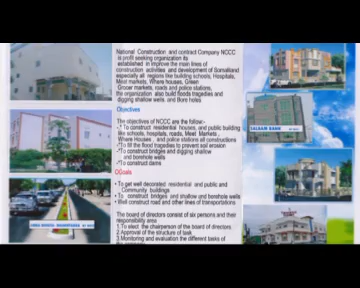 National Construction and contract Company NCCC
is profit seeking organization its
established in improve the main lines of
construction activities and development of Somaliland
especially all regions like building schools, Hospitals,
Meet markets, Where houses, Green
Grocer markets, roads and police stations,
the organization also build floods tragedies and
digging shallow wells, and Bore holes
Objectives
The objectives of NCCC are the follow:-
-* To construct residential houses, and public building
like schools, hospitals, roads, Meet Markets,
Where Houses, and police stations at constructions
-*To fill the flood tragedies to prevent soil erosion
-*To construct bridges and digging shallow
and borehole wells
-*To construct dams
OGoals
•To get well decorated residential and public and
Community buildings
• To construct bridges and shallow and borehole wells
•Well construct road and other lines of transportations
The board of directors consist of six persons and their
responsibility area
1.To elect the chairperson of the board of directors.
2.Approval of the structure of task
3.Monitoring and evaluation the different tasks of
SALAAM BANK